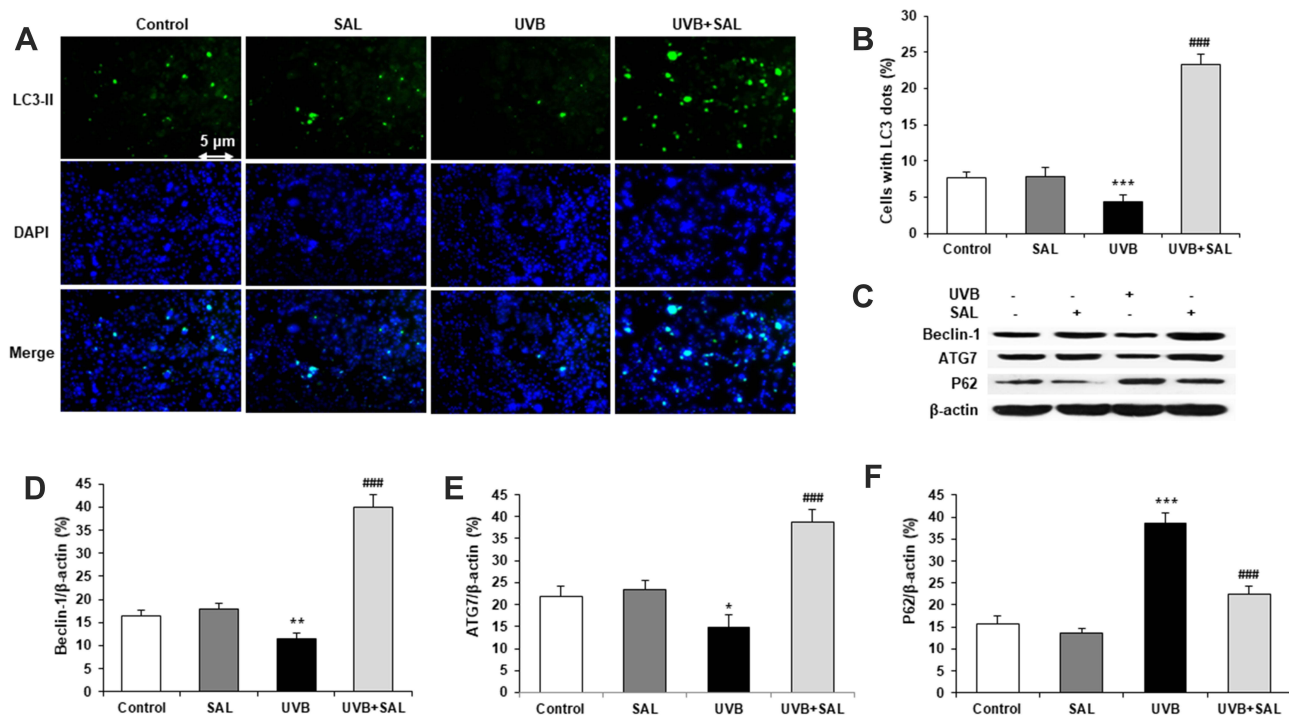 A
Control SAL UVB UVB+SAL
LC3-II
5 µm
DAPI
Merge
B
Cells with LC3 dots (%)
30
25
20
15
10
5
0
***
###
Control SAL UVB UVB+SAL
C
UVB - - + -
SAL - + - +
Beclin-1
ATG7
P62
β-actin
D
Beclin-1/β-actin (%)
45
40
35
30
25
20
15
10
5
0
**
###
Control SAL UVB UVB+SAL
E
ATG7/β-actin (%)
45
40
35
30
25
20
15
10
5
0
*
###
Control SAL UVB UVB+SAL
F
P62/β-actin (%)
45
40
35
30
25
20
15
10
5
0
***
###
Control SAL UVB UVB+SAL